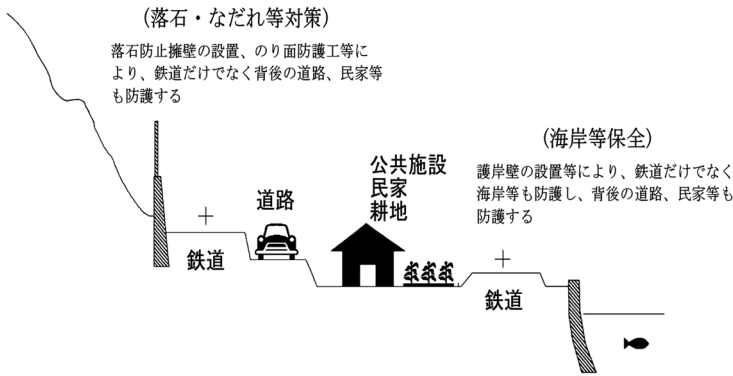 (落石・なだれ等対策)
落石防止擁壁の設置、のり面防護工等に
より、鉄道だけでなく背後の道路、民家等
も防護する
(海岸等保全)
護岸壁の設置等により、鉄道だけでなく
海岸等も防護し、背後の道路、民家等も
防護する
公共施設
民家
耕地
道路
鉄道
鉄道